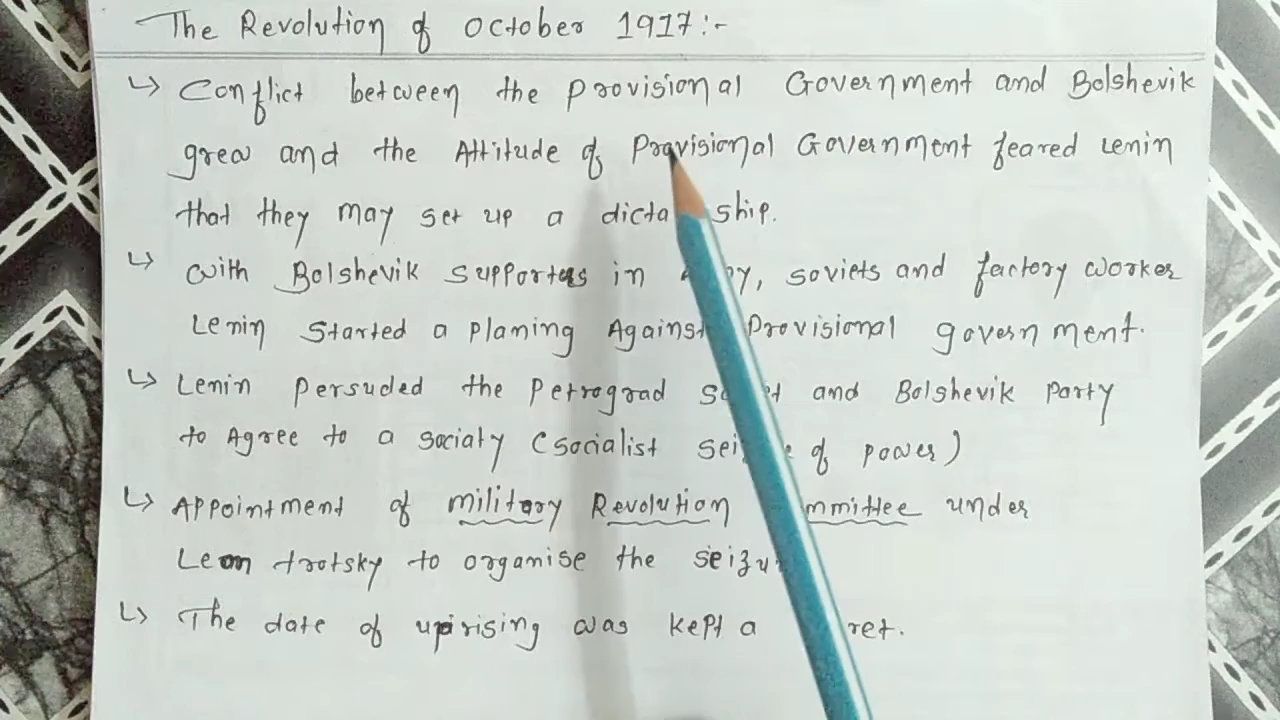 The Revolution of October 1917:-
↳ Conflict between the Provisional Government and Bolshevik
grew and the Attitude of Provisional Government feared Lenin
that they may set up a dicta ship.
↳ with Bolshevik supporters in y, soviets and factory worker
Lenin started a planing Against Provisional government.
↳ Lenin Persuded the Petrograd and Bolshevik Party
to Agree to a sociaty (socialist of power)
↳ Appointment of military Revolution mmittee under
Leon trotsky to organise the seizu
↳ The date of uprising was kept a ret.